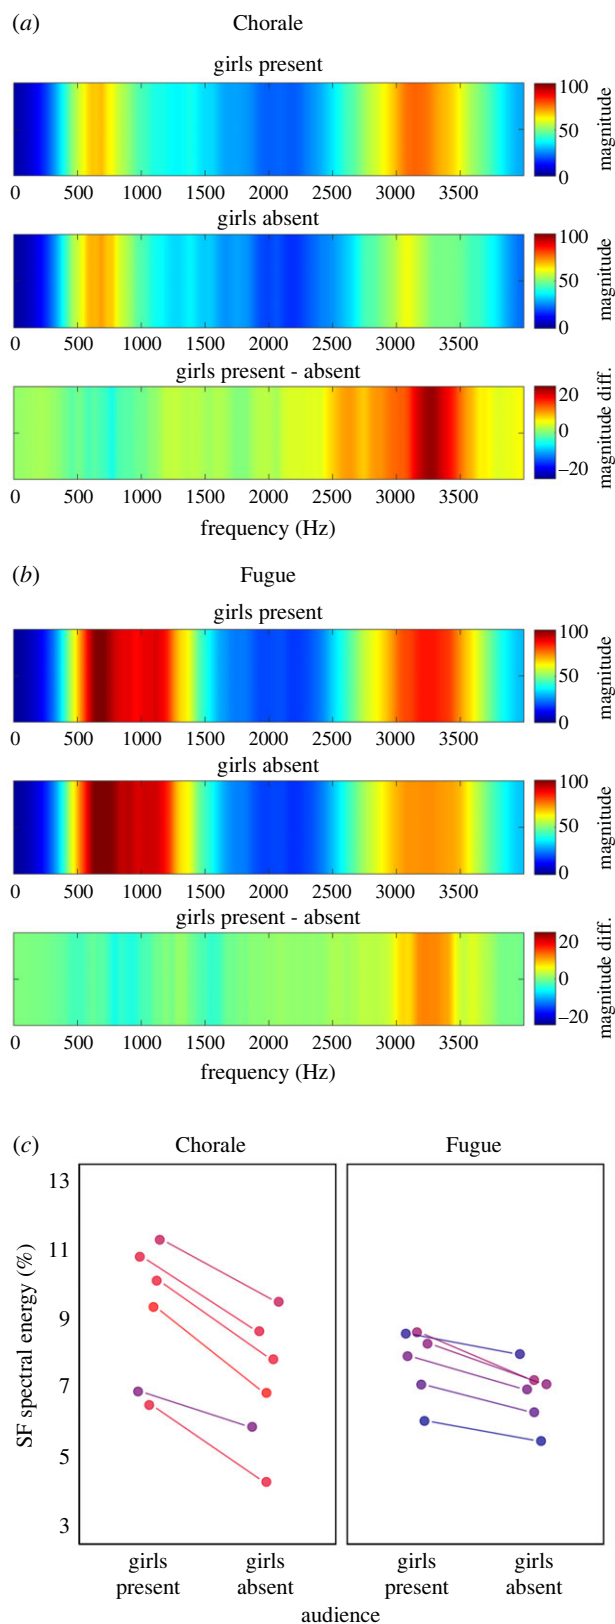 (a) Chorale
girls present
100
50
0
magnitude
0 500 1000 1500 2000 2500 3000 3500
girls absent
100
50
0
magnitude
0 500 1000 1500 2000 2500 3000 3500
girls present - absent
20
0
–20
magnitude diff.
0 500 1000 1500 2000 2500 3000 3500
frequency (Hz)
(b) Fugue
girls present
100
50
0
magnitude
0 500 1000 1500 2000 2500 3000 3500
girls absent
100
50
0
magnitude
0 500 1000 1500 2000 2500 3000 3500
girls present - absent
20
0
–20
magnitude diff.
0 500 1000 1500 2000 2500 3000 3500
frequency (Hz)
(c) Chorale Fugue
13
11
9
7
5
3
SF spectral energy (%)
girls girls girls girls
present absent present absent
audience